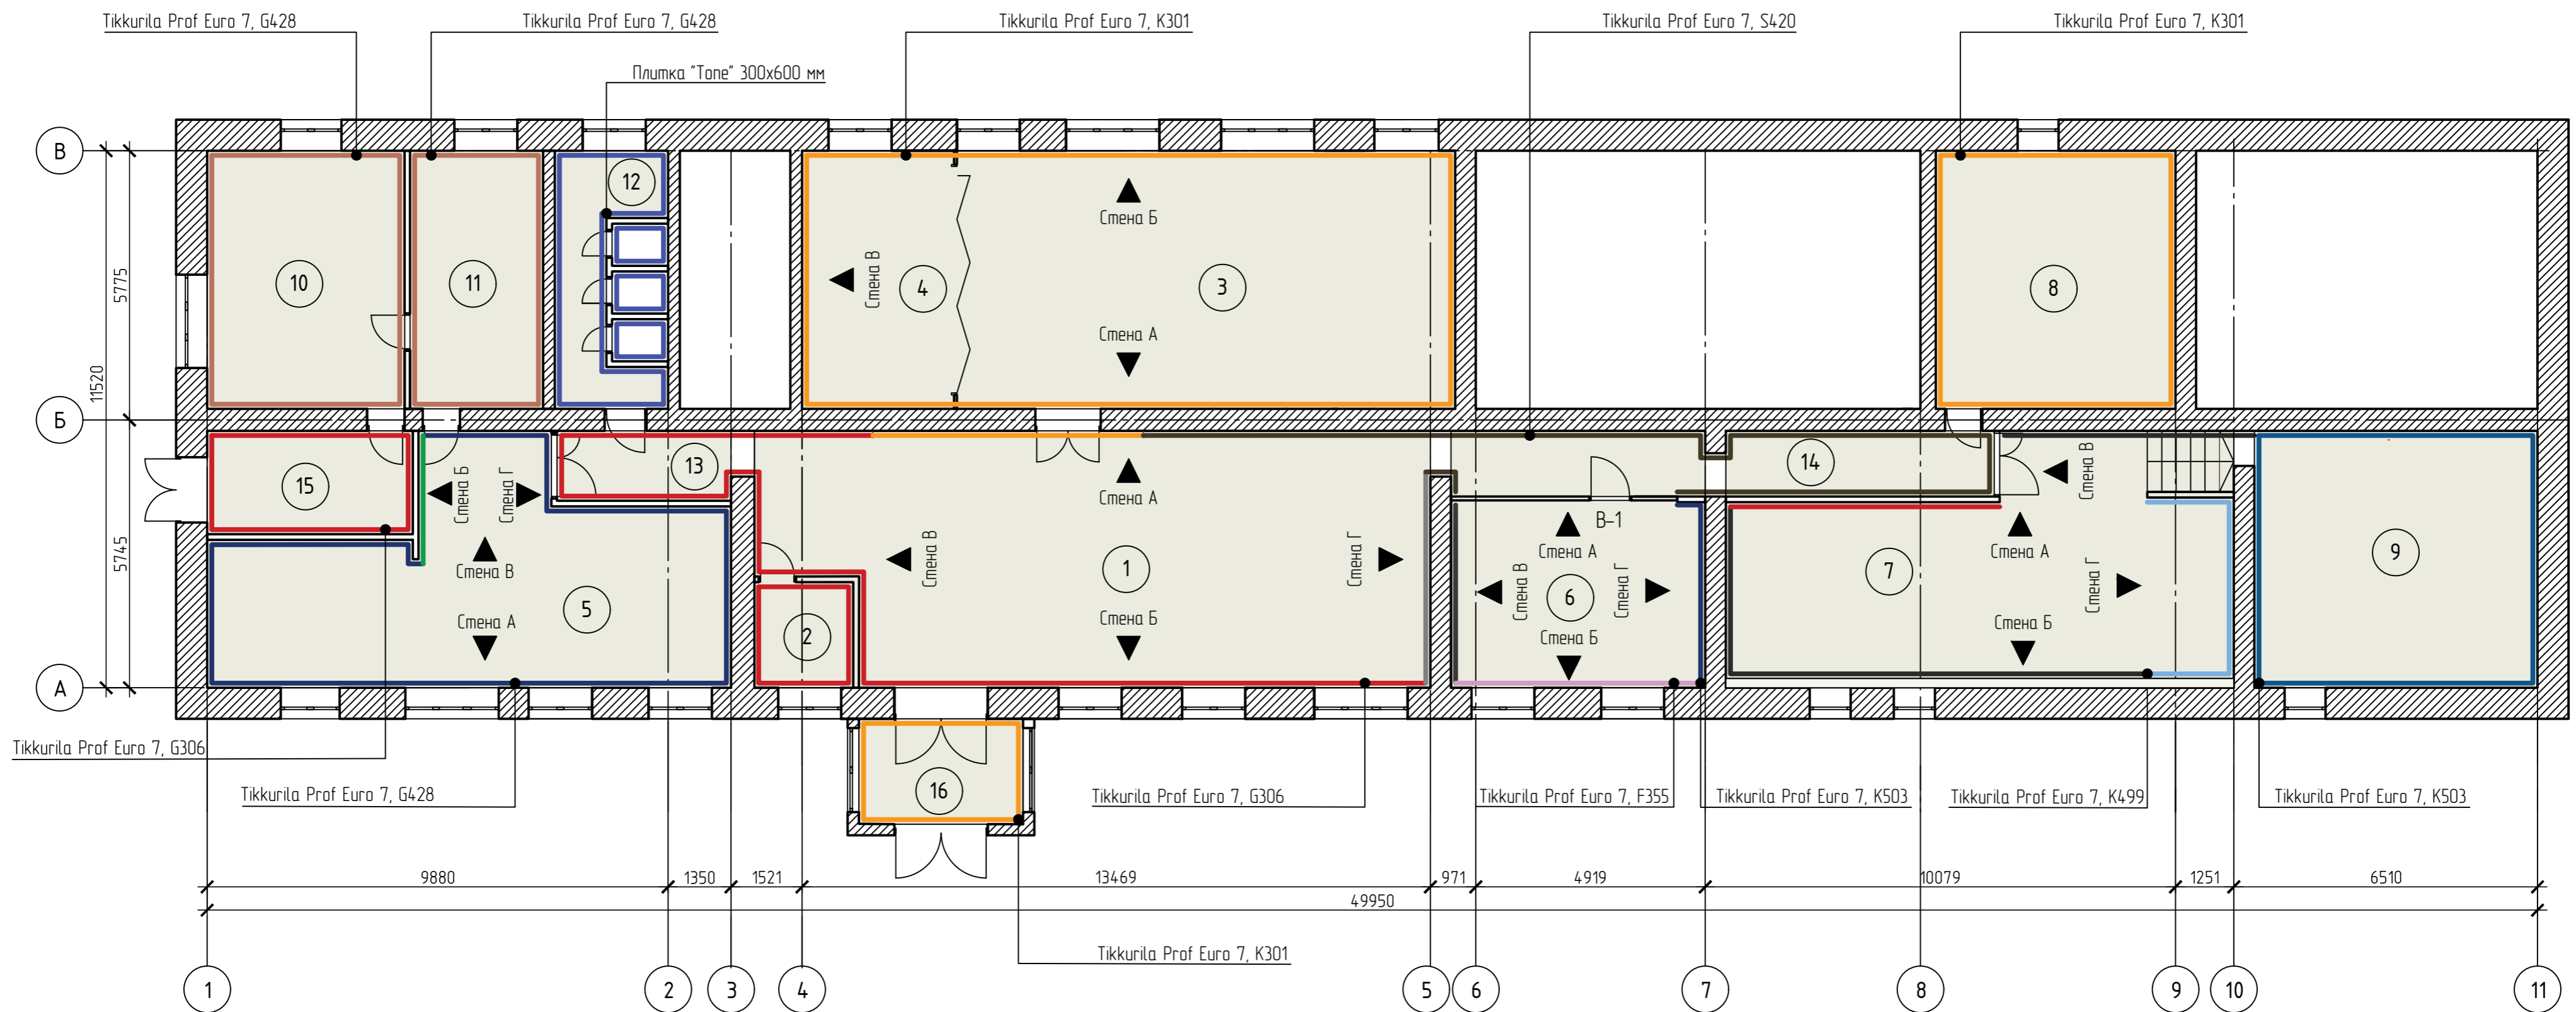 Tikkurila Prof Euro 7, G428
Tikkurila Prof Euro 7, G428
Tikkurila Prof Euro 7, K301
Tikkurila Prof Euro 7, S420
Tikkurila Prof Euro 7, K301
Плитка "Tone" 300x600 мм
В
Б
А
5775
11520
5745
10
11
12
4
3
8
Стена Б
Стена В
Стена А
15
13
14
5
2
1
6
7
9
16
Стена Б
Стена Г
Стена В
Стена А
Стена А
Стена В
Стена Г
Стена Б
В-1
Стена А
Стена В
Стена Г
Стена Б
Стена В
Стена А
Стена Г
Стена Б
Tikkurila Prof Euro 7, G306
Tikkurila Prof Euro 7, G428
Tikkurila Prof Euro 7, G306
Tikkurila Prof Euro 7, F355
Tikkurila Prof Euro 7, K503
Tikkurila Prof Euro 7, K499
Tikkurila Prof Euro 7, K503
9880
1350
1521
13469
971
4919
10079
1251
6510
49950
Tikkurila Prof Euro 7, K301
1
2
3
4
5
6
7
8
9
10
11